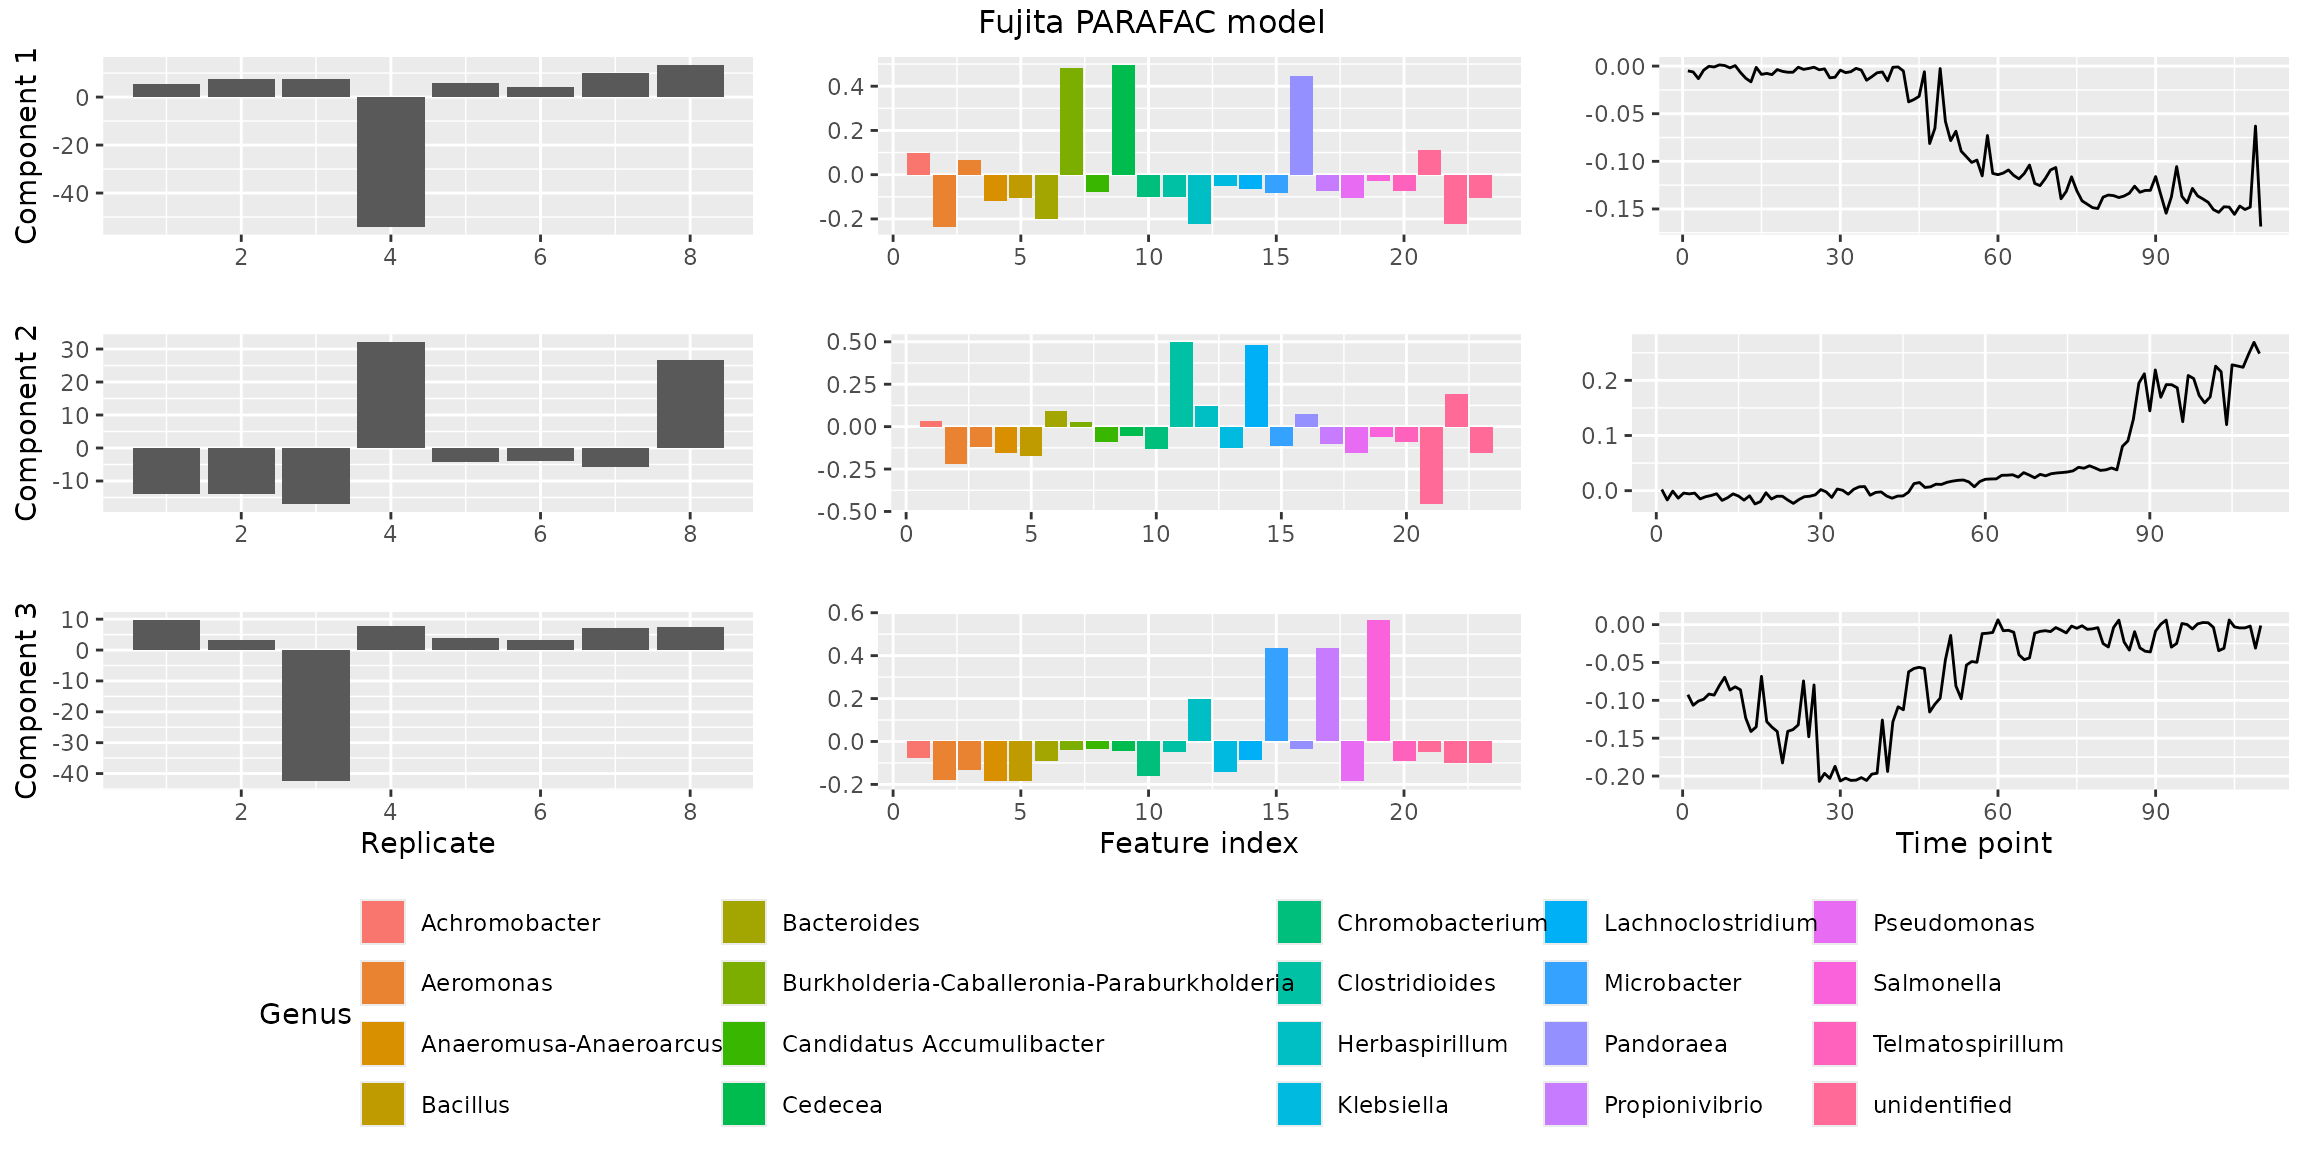 Fujita PARAFAC model
Component 1
0
-20
-40
2 4 6 8
0.4
0.2
0.0
-0.2
0 5 10 15 20
0.00
-0.05
-0.10
-0.15
0 30 60 90
Component 2
30
20
10
0
-10
2 4 6 8
0.50
0.25
0.00
-0.25
-0.50
0 5 10 15 20
0.2
0.1
0.0
0 30 60 90
Component 3
10
0
-10
-20
-30
-40
2 4 6 8
0.6
0.4
0.2
0.0
-0.2
0 5 10 15 20
0.00
-0.05
-0.10
-0.15
-0.20
0 30 60 90
Replicate Feature index Time point
Genus
Achromobacter Bacteroides Chromobacterium Lachnoclostridium Pseudomonas
Aeromonas Burkholderia-Caballeronia-Paraburkholderia Clostridioides Microbacter Salmonella
Anaeromusa-Anaeroarcus Candidatus Accumulibacter Herbaspirillum Pandoraea Telmatospirillum
Bacillus Cedecea Klebsiella Propionivibrio unidentified